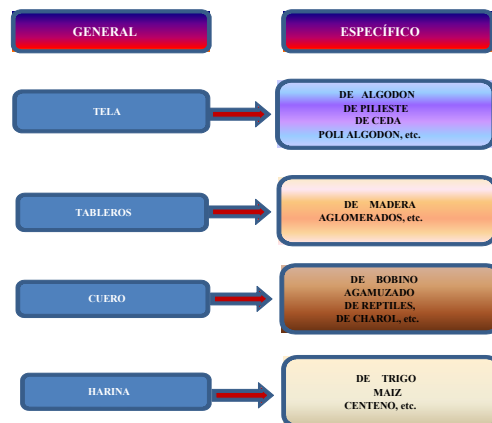 GENERAL
ESPECÍFICO
TELA
DE ALGODON
DE PILIESTE
DE CEDA
POLI ALGODON, etc.
TABLEROS
DE MADERA
AGLOMERADOS, etc.
CUERO
DE BOBINO
AGAMUZADO
DE REPTILES,
DE CHAROL, etc.
HARINA
DE TRIGO
MAIZ
CENTENO, etc.